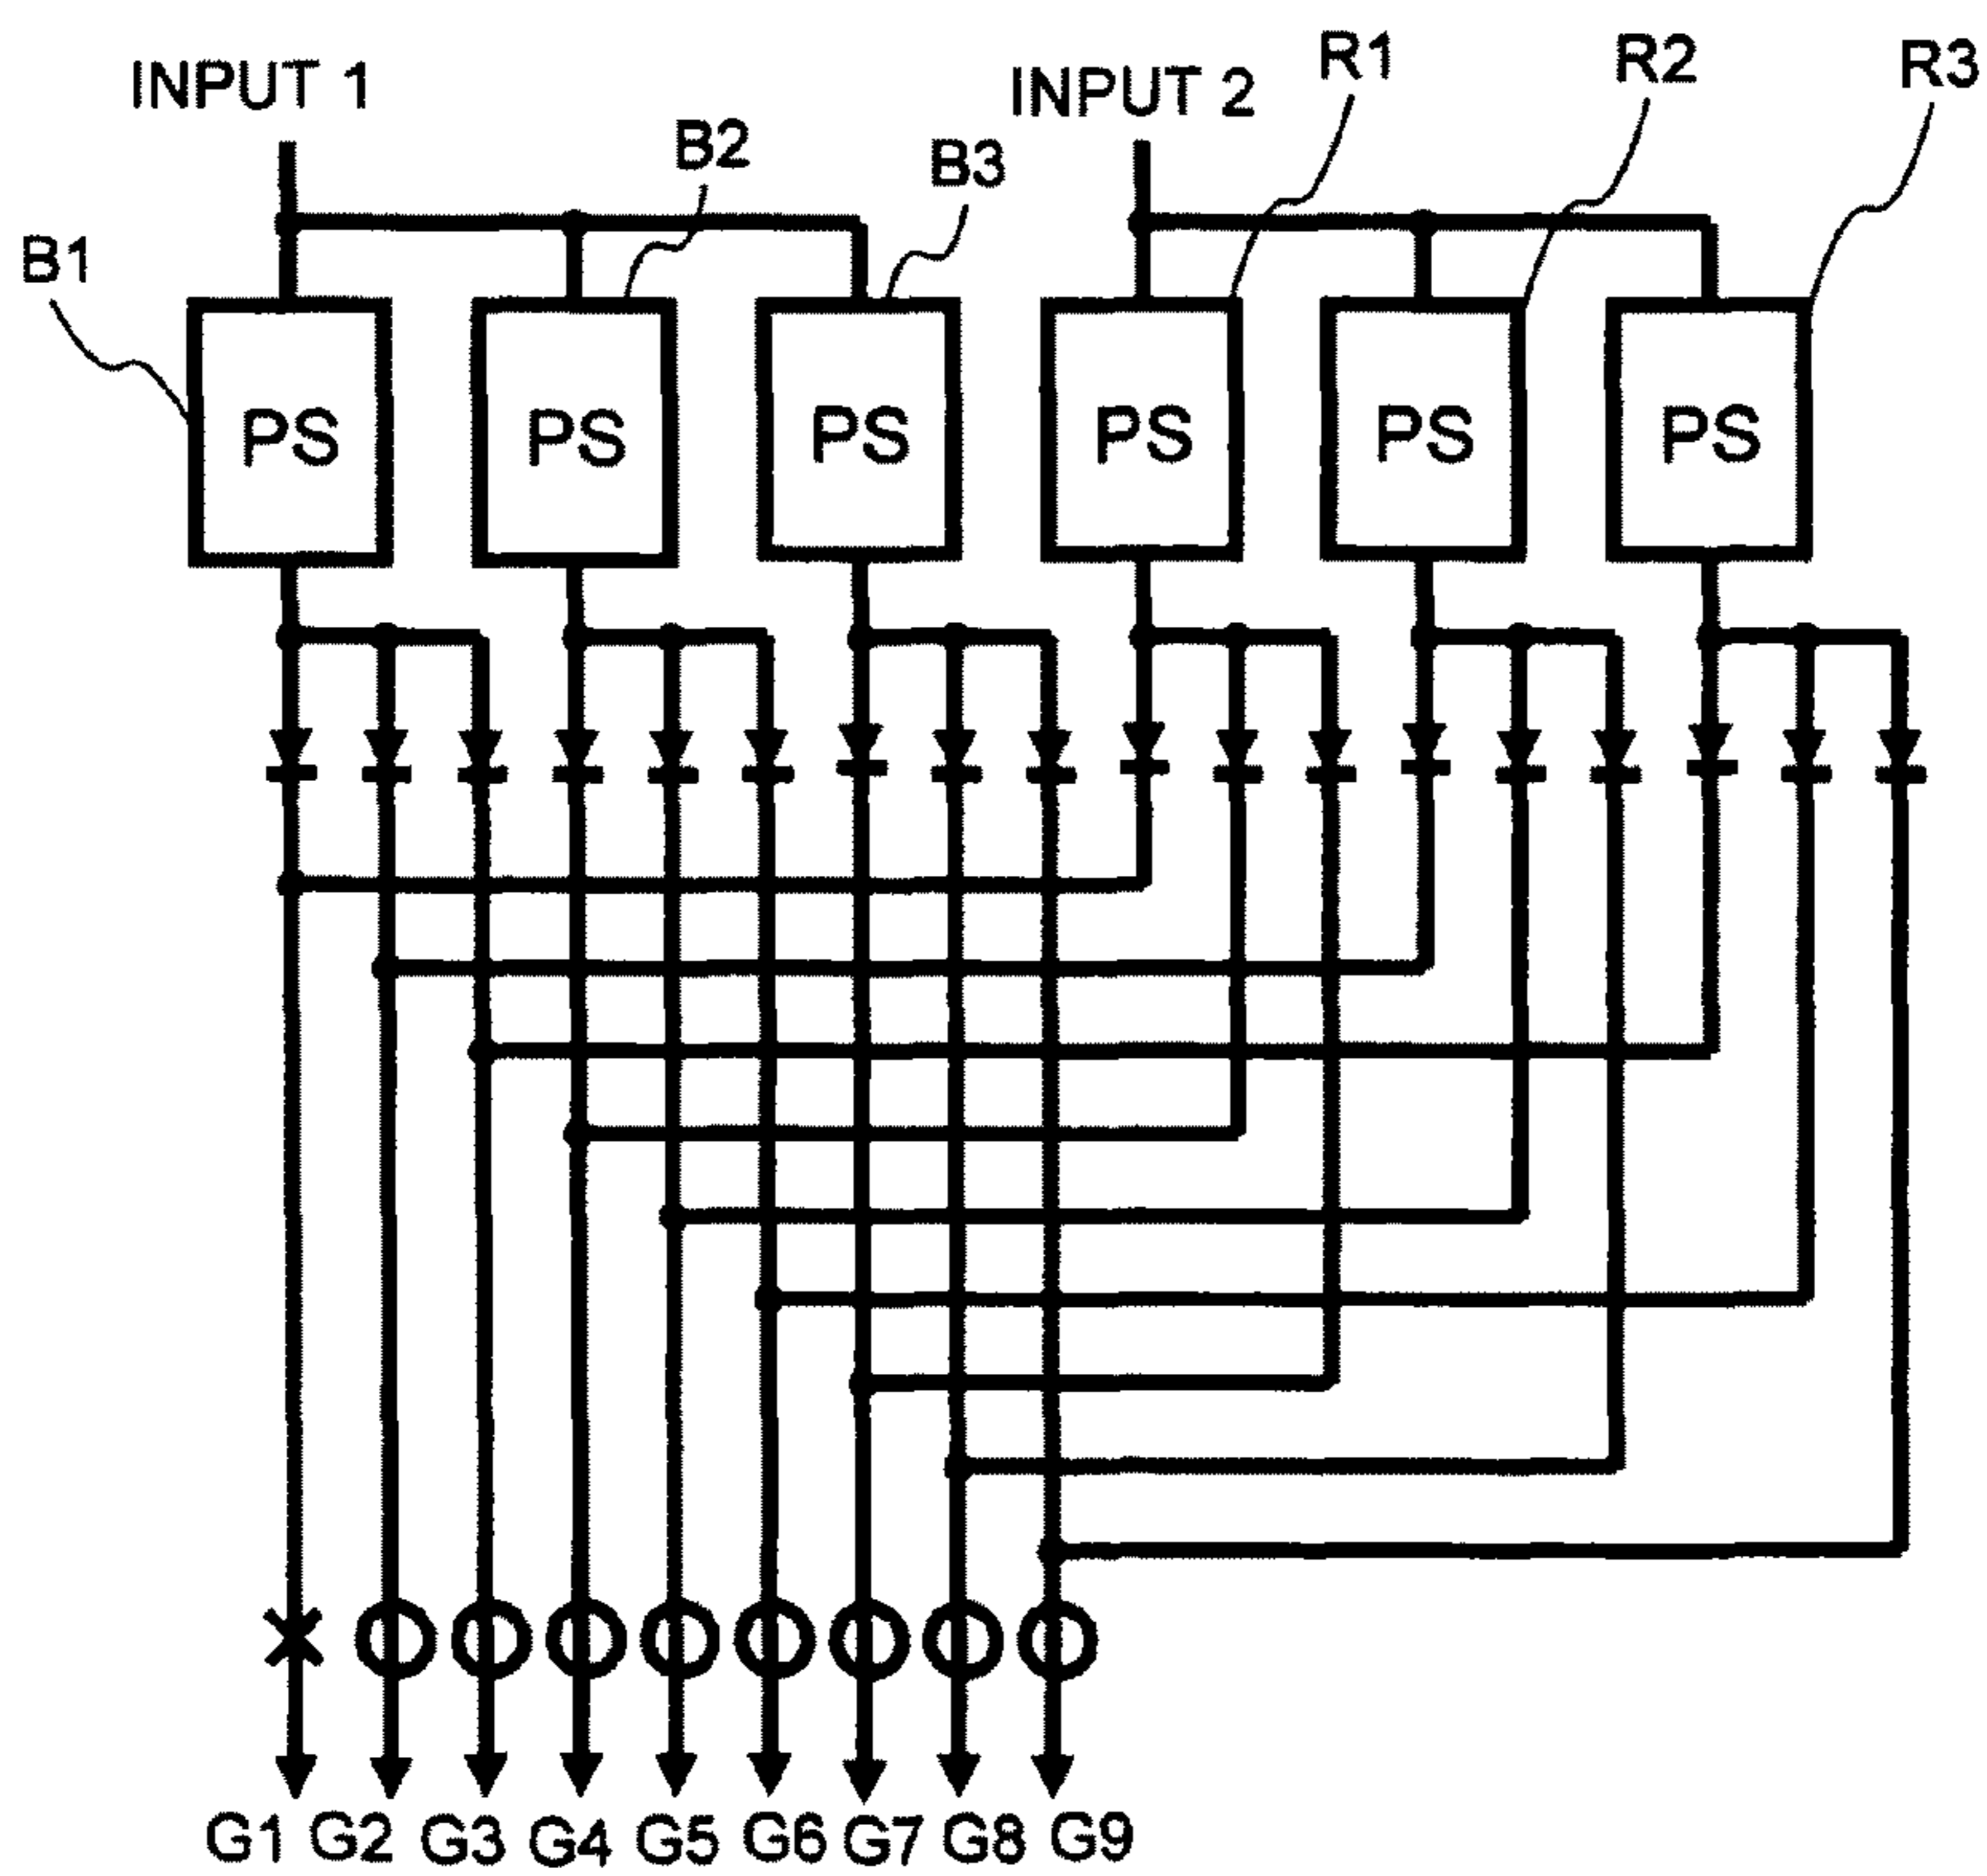 INPUT 1
INPUT 2
R1
R2
R3
B2
B3
B1
PS
PS
PS
PS
PS
PS
G1 G2 G3 G4 G5 G6 G7 G8 G9